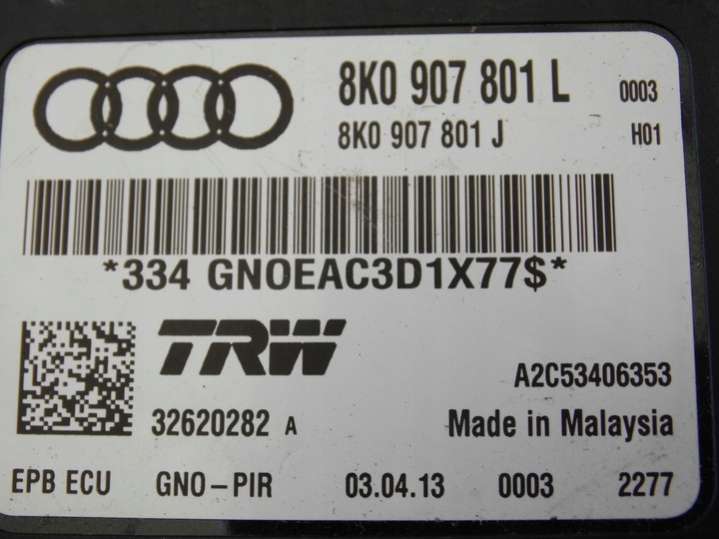 8K0 907 801 L 0003
8K0 907 801 J H01
*334 GNOEAC3D1X77$*
TRW
A2C53406353
32620282 A Made in Malaysia
EPB ECU GNO-PIR 03.04.13 0003 2277